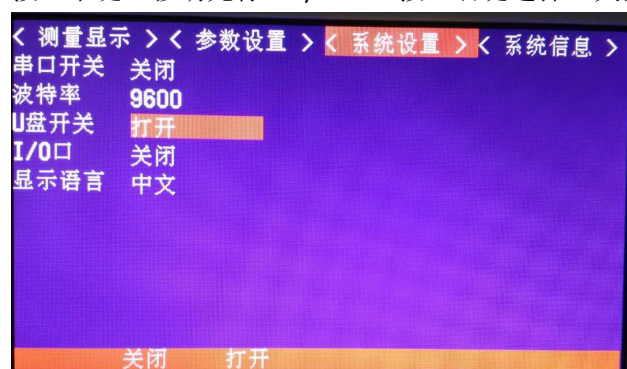 < 测量显示 > < 参数设置 > < 系统设置 > < 系统信息 >
串口开关 关闭
波特率 9600
U盘开关 打开
I/O口 关闭
显示语言 中文
关闭 打开